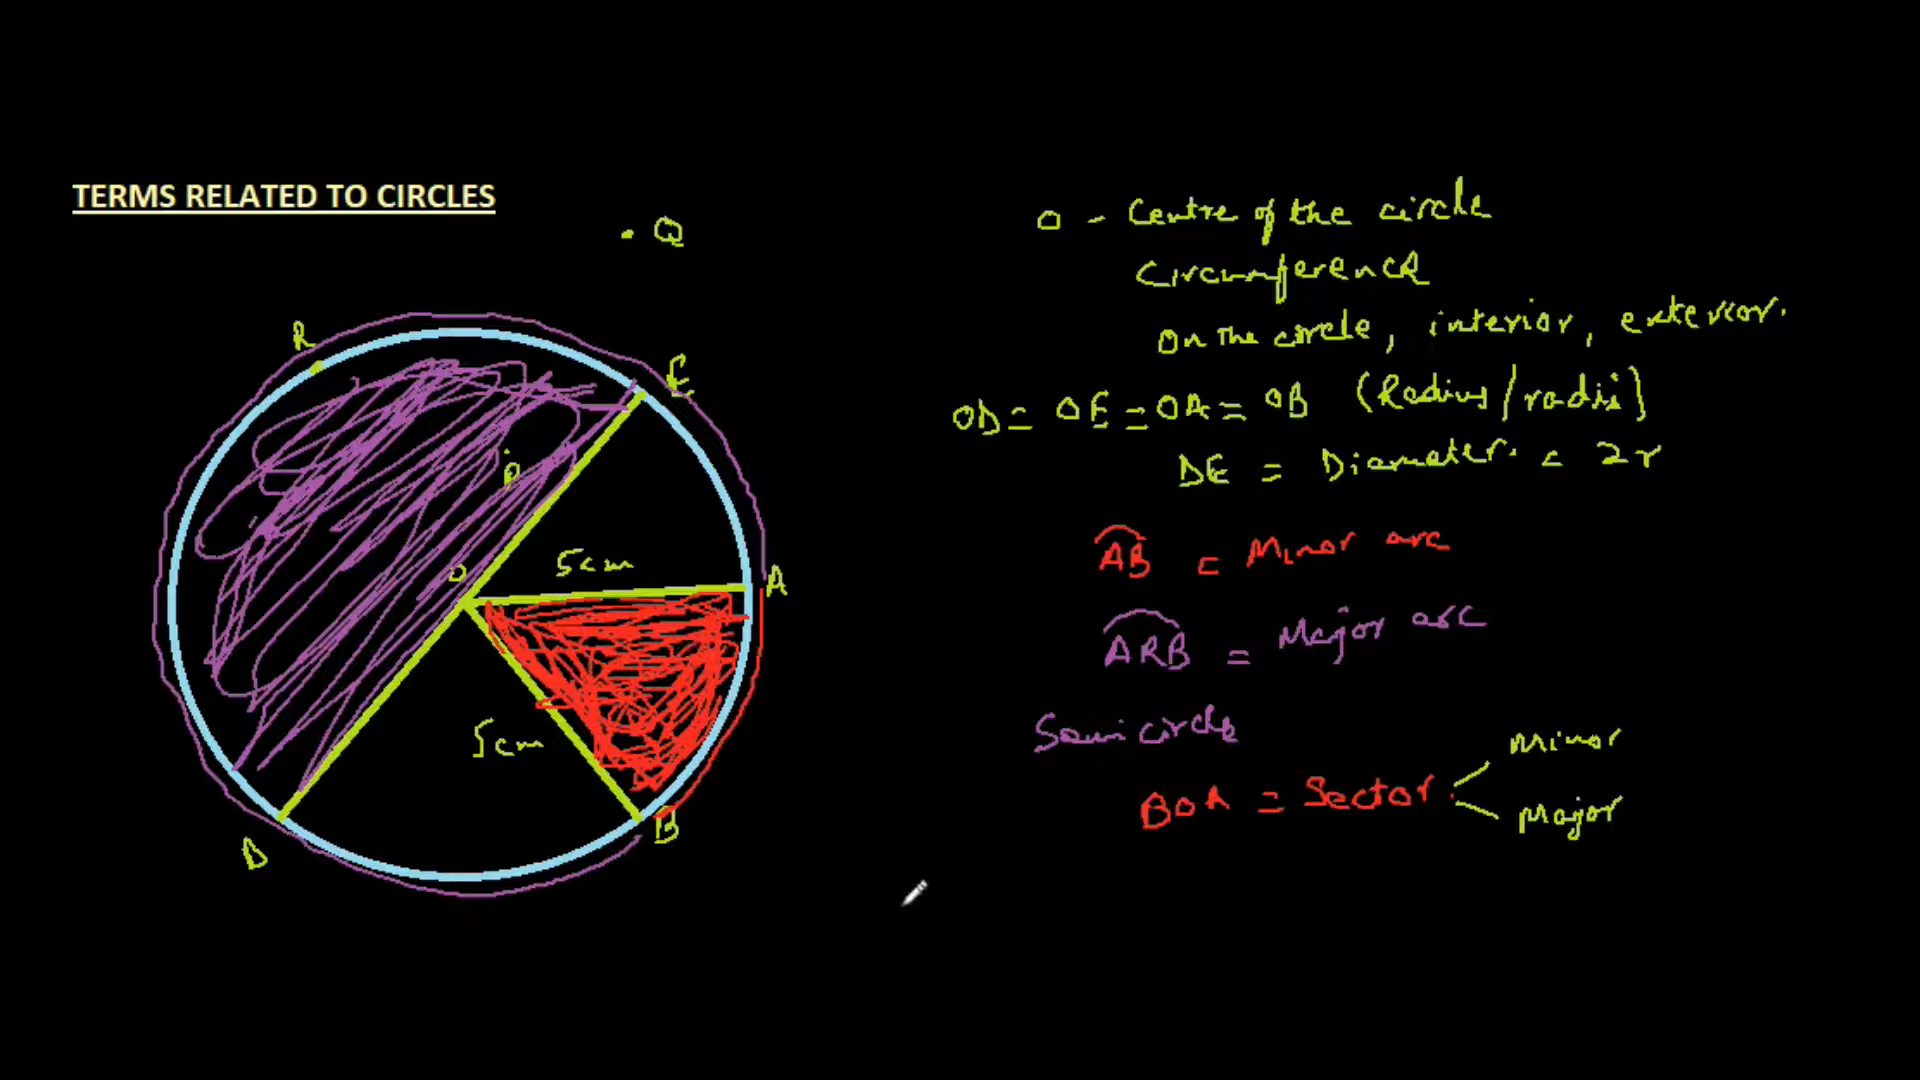 TERMS RELATED TO CIRCLES
Q
R
E
P
O
5cm
A
5cm
B
D
O - Centre of the circle
Circumference
On the circle, interior, exterior.
OD = OE = OA = OB (Radius/radii)
DE = Diameter. = 2r
AB = Minor arc
ARB = Major arc
Semi circle
BOA = Sector.
Minor
Major